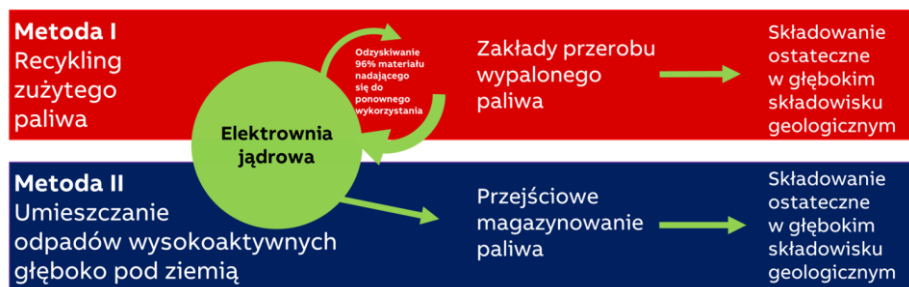 Metoda I
Recykling
zużytego
paliwa
Odzyskiwanie
96% materiału
nadającego
się do
ponownego
wykorzystania
Zakłady przerobu
wypalonego
paliwa
Składowanie
ostateczne
w głębokim
składowisku
geologicznym
Elektrownia
jądrowa
Metoda II
Umieszczanie
odpadów wysokoaktywnych
głęboko pod ziemią
Przejściowe
magazynowanie
paliwa
Składowanie
ostateczne
w głębokim
składowisku
geologicznym